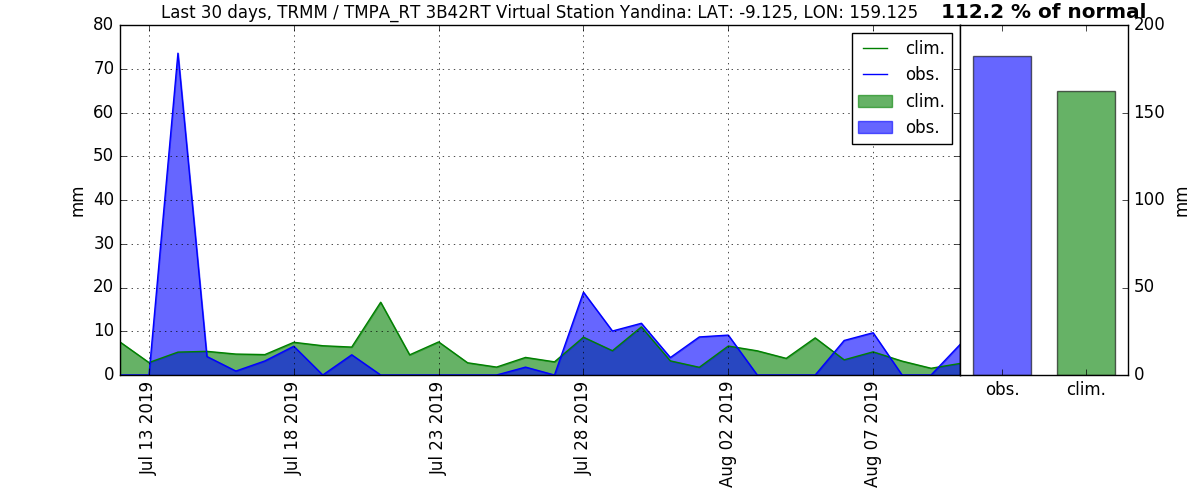 Last 30 days, TRMM / TMPA_RT 3B42RT Virtual Station Yandina: LAT: -9.125, LON: 159.125
112.2 % of normal
80
70
60
50
40
30
20
10
0
mm
clim.
obs.
clim.
obs.
Jul 13 2019
Jul 18 2019
Jul 23 2019
Jul 28 2019
Aug 02 2019
Aug 07 2019
200
150
100
50
0
mm
obs.
clim.